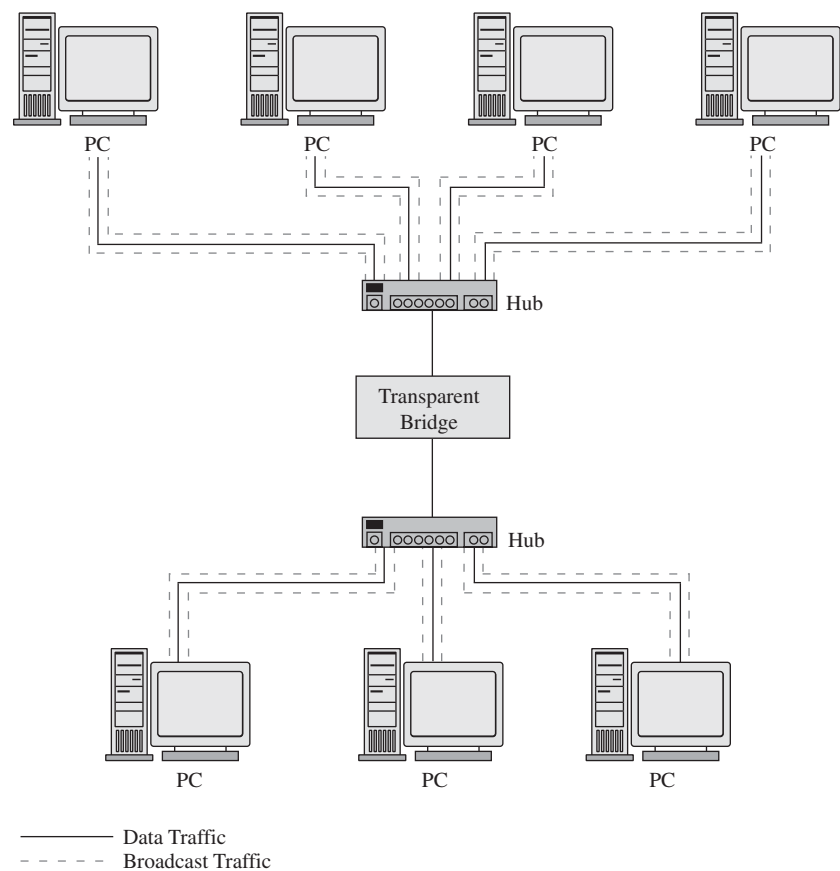 PC
PC
PC
PC
Hub
Transparent
Bridge
Hub
PC
PC
PC
Data Traffic
Broadcast Traffic